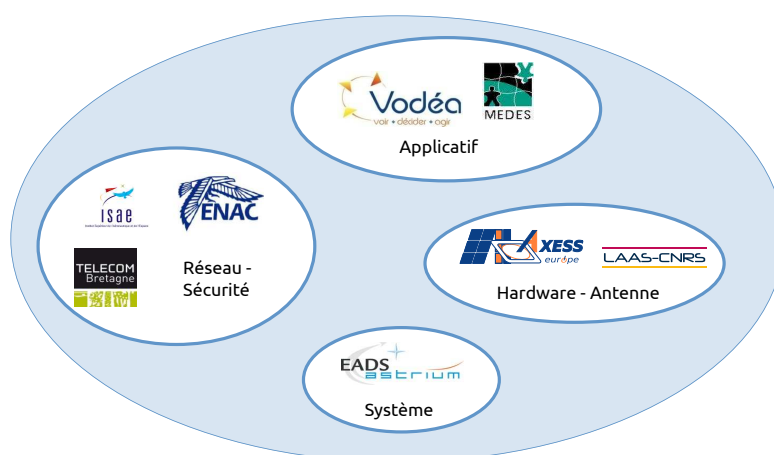 Vodéa
voir • décider • agir
MEDES
Applicatif
isae
ENAC
TELECOM
Bretagne
Réseau -
Sécurité
AXESS
europe
LAAS-CNRS
Hardware - Antenne
EADS
astrium
Système